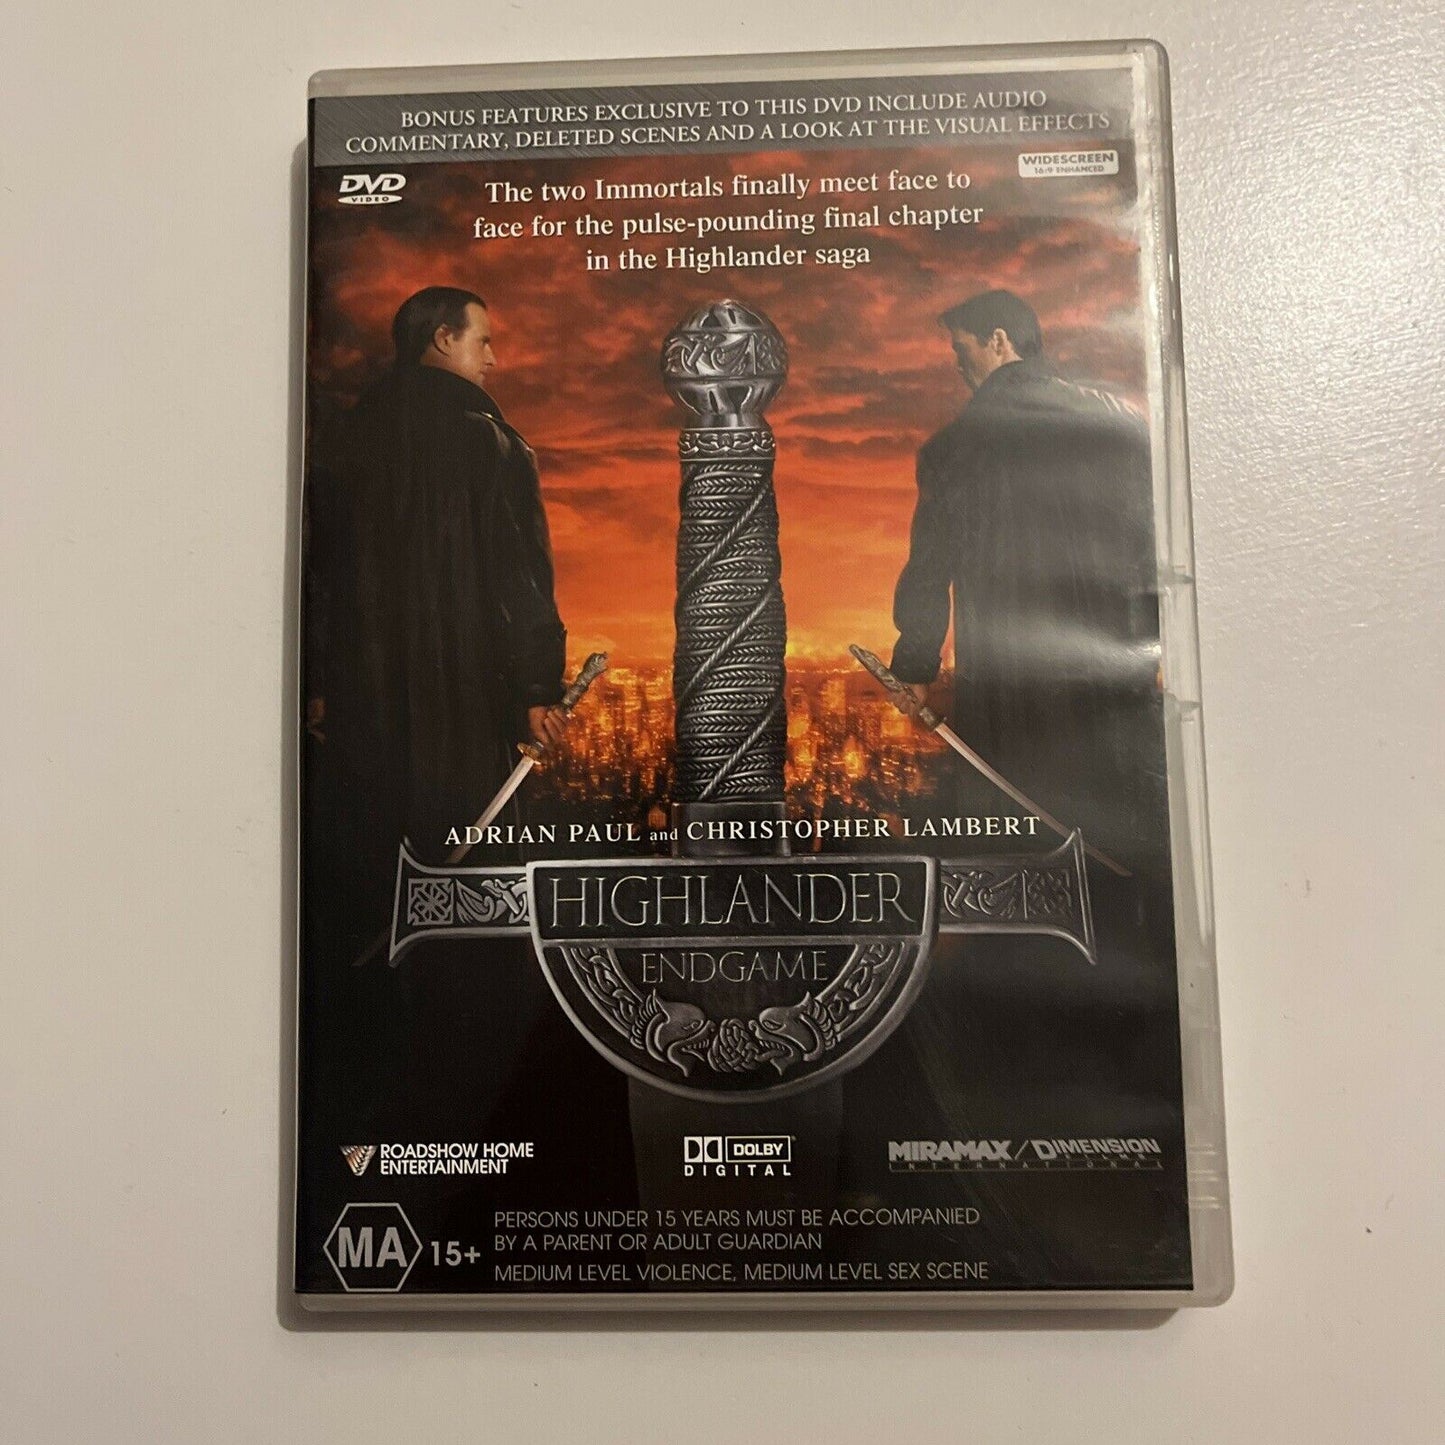 BONUS FEATURES EXCLUSIVE TO THIS DVD INCLUDE AUDIO
COMMENTARY, DELETED SCENES AND A LOOK AT THE VISUAL EFFECTS
DVD
VIDEO
WIDESCREEN
16:9 ENHANCED
The two Immortals finally meet face to
face for the pulse-pounding final chapter
in the Highlander saga
ADRIAN PAUL and CHRISTOPHER LAMBERT
HIGHLANDER
ENDGAME
ROADSHOW HOME
ENTERTAINMENT
DOLBY
DIGITAL
MIRAMAX/DIMENSION
FILMS
INTERNATIONAL
MA 15+
PERSONS UNDER 15 YEARS MUST BE ACCOMPANIED
BY A PARENT OR ADULT GUARDIAN
MEDIUM LEVEL VIOLENCE, MEDIUM LEVEL SEX SCENE